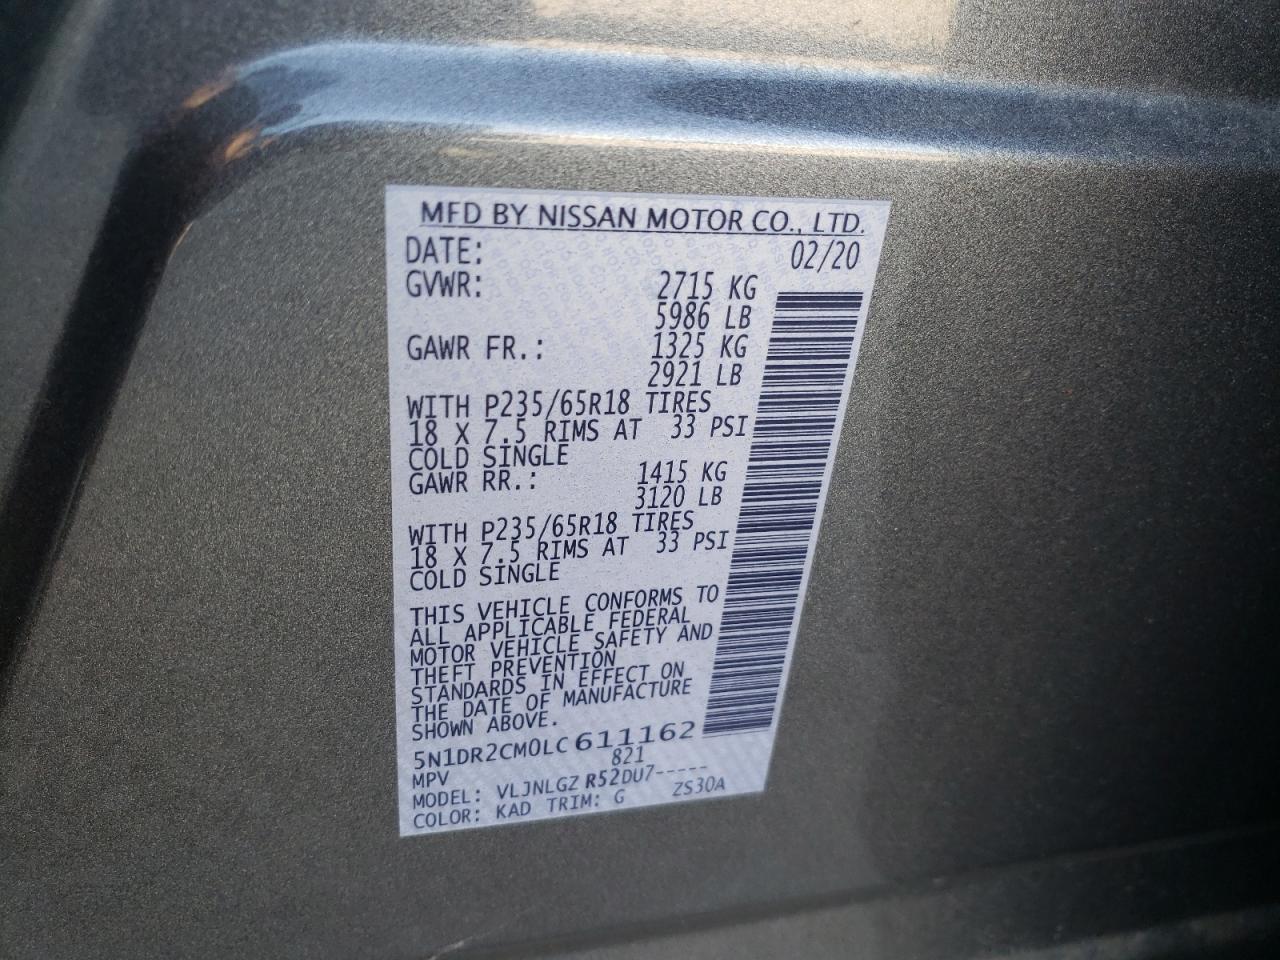 MFD BY NISSAN MOTOR CO., LTD.
DATE: 02/20
GVWR: 2715 KG
5986 LB
GAWR FR.: 1325 KG
2921 LB
WITH P235/65R18 TIRES
18 X 7.5 RIMS AT 33 PSI
COLD SINGLE
GAWR RR.: 1415 KG
3120 LB
WITH P235/65R18 TIRES
18 X 7.5 RIMS AT 33 PSI
COLD SINGLE
THIS VEHICLE CONFORMS TO
ALL APPLICABLE FEDERAL
MOTOR VEHICLE SAFETY AND
THEFT PREVENTION
STANDARDS IN EFFECT ON
THE DATE OF MANUFACTURE
SHOWN ABOVE.
5N1DR2CM0LC611162
MPV 821
MODEL: VLJNLGZ R52DU7-----
COLOR: KAD TRIM: G ZS30A